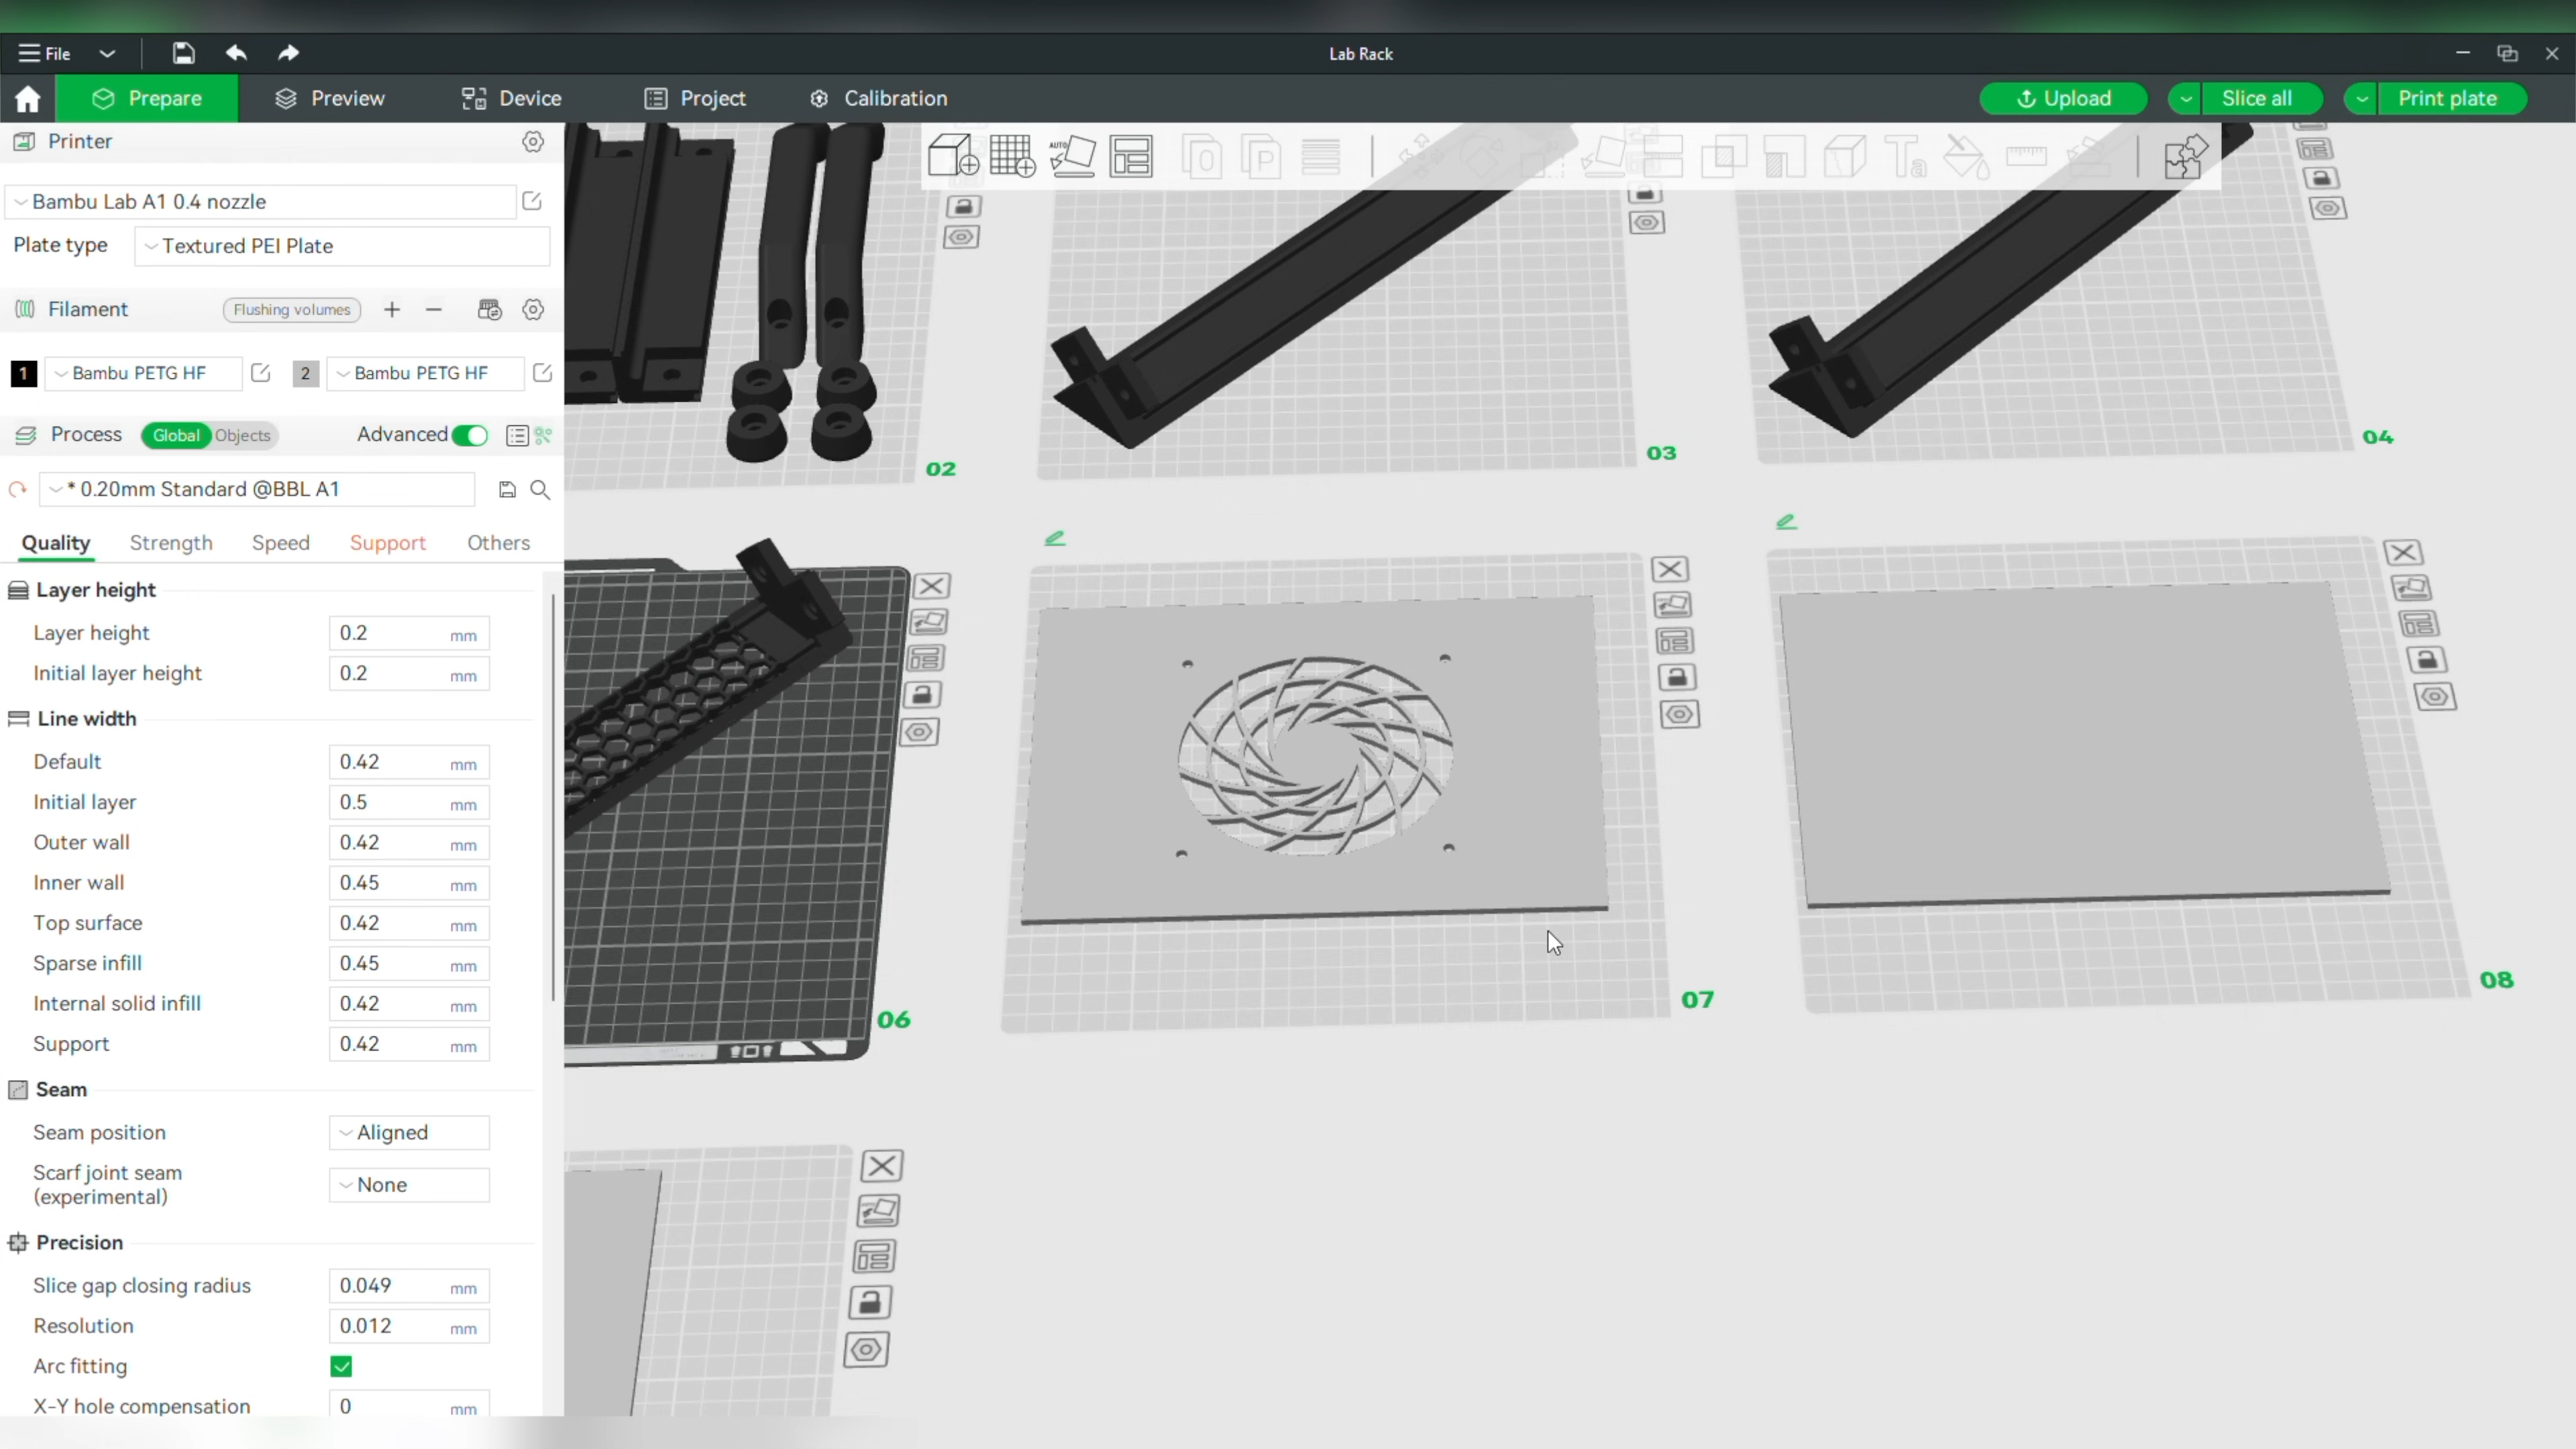 File
Lab Rack
Prepare
Preview
Device
Project
Calibration
Upload
Slice all
Print plate
Printer
Bambu Lab A1 0.4 nozzle
Plate type
Textured PEI Plate
Filament
Flushing volumes
1
Bambu PETG HF
2
Bambu PETG HF
Process
Global
Objects
Advanced
* 0.20mm Standard @BBL A1
Quality
Strength
Speed
Support
Others
Layer height
Layer height 0.2 mm
Initial layer height 0.2 mm
Line width
Default 0.42 mm
Initial layer 0.5 mm
Outer wall 0.42 mm
Inner wall 0.45 mm
Top surface 0.42 mm
Sparse infill 0.45 mm
Internal solid infill 0.42 mm
Support 0.42 mm
Seam
Seam position Aligned
Scarf joint seam
(experimental) None
Precision
Slice gap closing radius 0.049 mm
Resolution 0.012 mm
Arc fitting
X-Y hole compensation 0 mm
AUTO
O
P
Ta
02
03
04
06
07
08